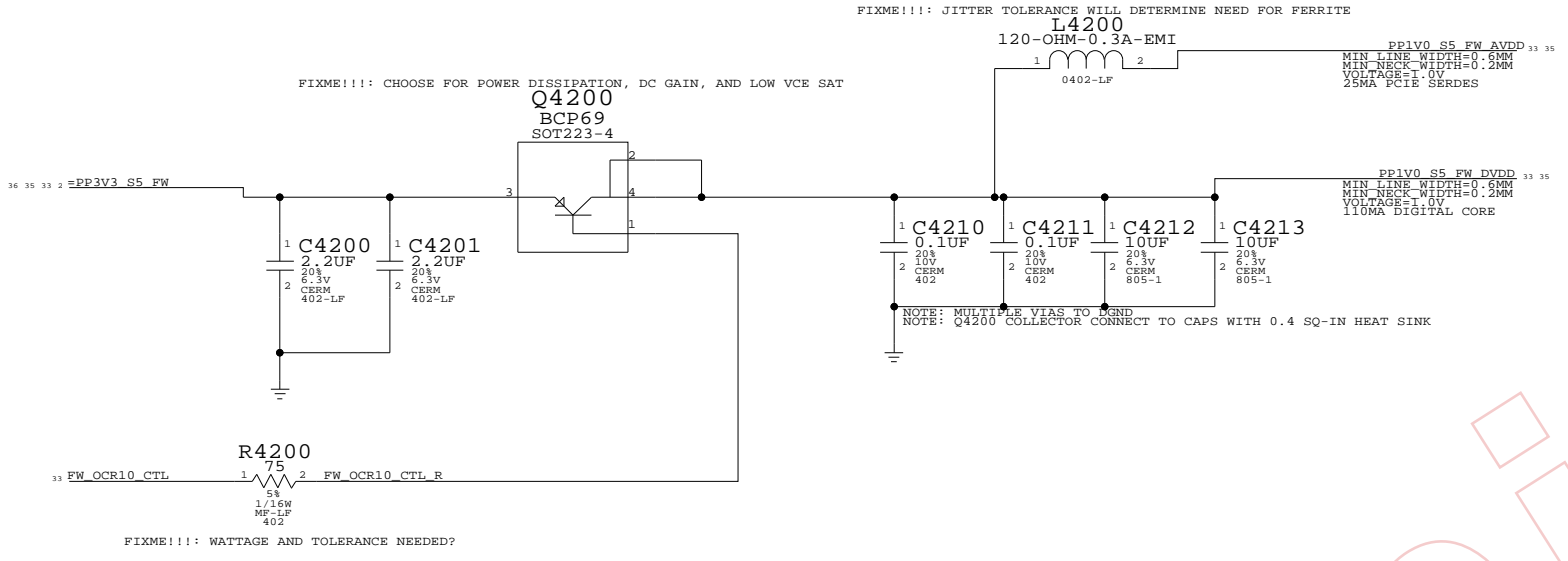 FIXME!!!: JITTER TOLERANCE WILL DETERMINE NEED FOR FERRITE
L4200
120-OHM-0.3A-EMI
1 2
0402-LF
PP1V0_S5_FW_AVDD 33 35
MIN_LINE_WIDTH=0.6MM
MIN_NECK_WIDTH=0.2MM
VOLTAGE=1.0V
25MA PCIE SERDES
FIXME!!!: CHOOSE FOR POWER DISSIPATION, DC GAIN, AND LOW VCE SAT
Q4200
BCP69
SOT223-4
2
3 4
1
36 35 33 2 =PP3V3_S5_FW
PP1V0_S5_FW_DVDD 33 35
MIN_LINE_WIDTH=0.6MM
MIN_NECK_WIDTH=0.2MM
VOLTAGE=1.0V
110MA DIGITAL CORE
1 C4200
2.2UF
20%
6.3V
2 CERM
402-LF
1 C4201
2.2UF
20%
6.3V
2 CERM
402-LF
1 C4210
0.1UF
20%
10V
2 CERM
402
1 C4211
0.1UF
20%
10V
2 CERM
402
1 C4212
10UF
20%
6.3V
2 CERM
805-1
1 C4213
10UF
20%
6.3V
2 CERM
805-1
NOTE: MULTIPLE VIAS TO DGND
NOTE: Q4200 COLLECTOR CONNECT TO CAPS WITH 0.4 SQ-IN HEAT SINK
R4200
75
33 FW_OCR10_CTL 1 2 FW_OCR10_CTL_R
5%
1/16W
MF-LF
402
FIXME!!!: WATTAGE AND TOLERANCE NEEDED?